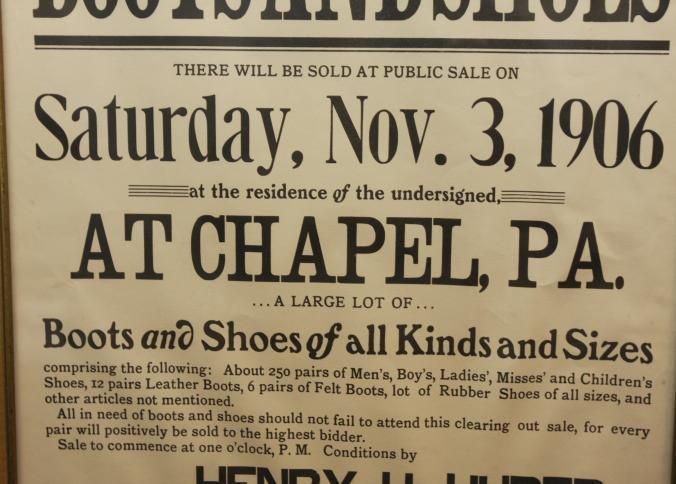 BOOTS AND SHOES
THERE WILL BE SOLD AT PUBLIC SALE ON
Saturday, Nov. 3, 1906
at the residence of the undersigned,
AT CHAPEL, PA.
...A LARGE LOT OF...
Boots and Shoes of all Kinds and Sizes
comprising the following: About 250 pairs of Men's, Boy's, Ladies', Misses' and Children's
Shoes, 12 pairs Leather Boots, 6 pairs of Felt Boots, lot of Rubber Shoes of all sizes, and
other articles not mentioned.
All in need of boots and shoes should not fail to attend this clearing out sale, for every
pair will positively be sold to the highest bidder.
Sale to commence at one o'clock, P. M. Conditions by
HENRY H. HUBER